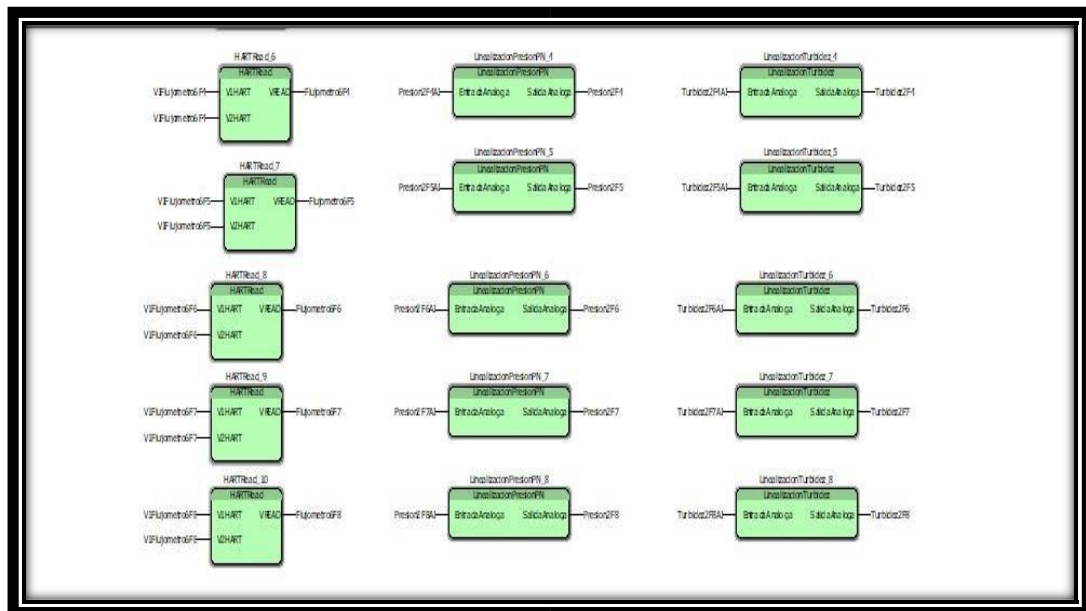 HARTRead_6
HARTRead
V1Flujometro6F4 V1HART VREAD Flujometro6F4
V2Flujometro6F4 V2HART
LinealizacionPresionPN_4
LinealizacionPresionPN
Presion2F4AI EntradaAnaloga SalidaAnaloga Presion2F4
LinealizacionTurbidez_4
LinealizacionTurbidez
Turbidez2F4AI EntradaAnaloga SalidaAnaloga Turbidez2F4
HARTRead_7
HARTRead
V1Flujometro6F5 V1HART VREAD Flujometro6F5
V2Flujometro6F5 V2HART
LinealizacionPresionPN_5
LinealizacionPresionPN
Presion2F5AI EntradaAnaloga SalidaAnaloga Presion2F5
LinealizacionTurbidez_5
LinealizacionTurbidez
Turbidez2F5AI EntradaAnaloga SalidaAnaloga Turbidez2F5
HARTRead_8
HARTRead
V1Flujometro6F6 V1HART VREAD Flujometro6F6
V2Flujometro6F6 V2HART
LinealizacionPresionPN_6
LinealizacionPresionPN
Presion2F6AI EntradaAnaloga SalidaAnaloga Presion2F6
LinealizacionTurbidez_6
LinealizacionTurbidez
Turbidez2F6AI EntradaAnaloga SalidaAnaloga Turbidez2F6
HARTRead_9
HARTRead
V1Flujometro6F7 V1HART VREAD Flujometro6F7
V2Flujometro6F7 V2HART
LinealizacionPresionPN_7
LinealizacionPresionPN
Presion2F7AI EntradaAnaloga SalidaAnaloga Presion2F7
LinealizacionTurbidez_7
LinealizacionTurbidez
Turbidez2F7AI EntradaAnaloga SalidaAnaloga Turbidez2F7
HARTRead_10
HARTRead
V1Flujometro6F8 V1HART VREAD Flujometro6F8
V2Flujometro6F8 V2HART
LinealizacionPresionPN_8
LinealizacionPresionPN
Presion2F8AI EntradaAnaloga SalidaAnaloga Presion2F8
LinealizacionTurbidez_8
LinealizacionTurbidez
Turbidez2F8AI EntradaAnaloga SalidaAnaloga Turbidez2F8